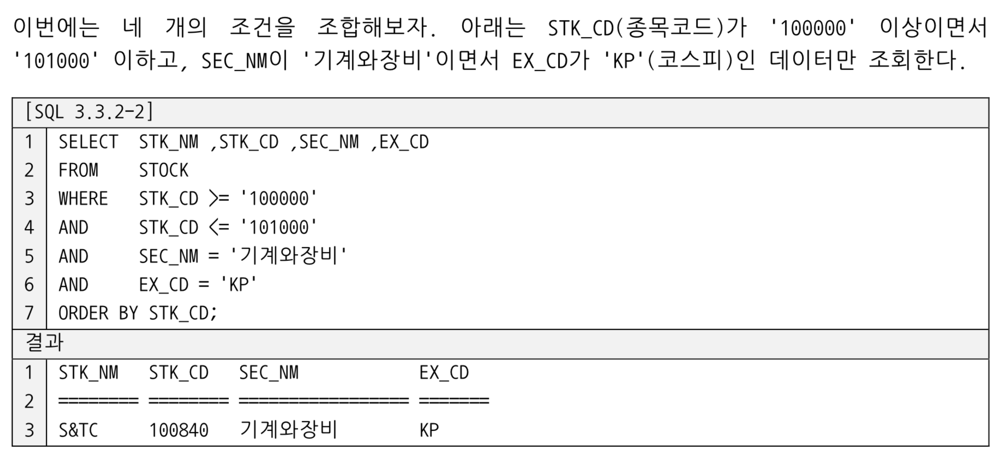 이번에는 네 개의 조건을 조합해보자. 아래는 STK_CD(종목코드)가 '100000' 이상이면서
'101000' 이하고, SEC_NM이 '기계와장비'이면서 EX_CD가 'KP'(코스피)인 데이터만 조회한다.
[SQL 3.3.2-2]
1 SELECT  STK_NM ,STK_CD ,SEC_NM ,EX_CD
2 FROM    STOCK
3 WHERE   STK_CD >= '100000'
4 AND     STK_CD <= '101000'
5 AND     SEC_NM = '기계와장비'
6 AND     EX_CD = 'KP'
7 ORDER BY STK_CD;
결과
1 STK_NM   STK_CD   SEC_NM            EX_CD
2 ======== ======== ================= =======
3 S&TC     100840   기계와장비        KP